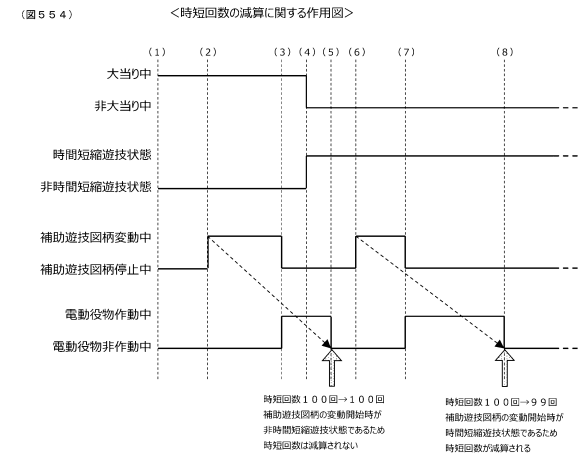 （図５５４）
＜時短回数の減算に関する作用図＞
（１）（２）（３）（４）（５）（６）（７）（８）
大当り中
非大当り中
時間短縮遊技状態
非時間短縮遊技状態
補助遊技図柄変動中
補助遊技図柄停止中
電動役物作動中
電動役物非作動中
時短回数１００回→１００回
補助遊技図柄の変動開始時が
非時間短縮遊技状態であるため
時短回数は減算されない
時短回数１００回→９９回
補助遊技図柄の変動開始時が
時間短縮遊技状態であるため
時短回数が減算される